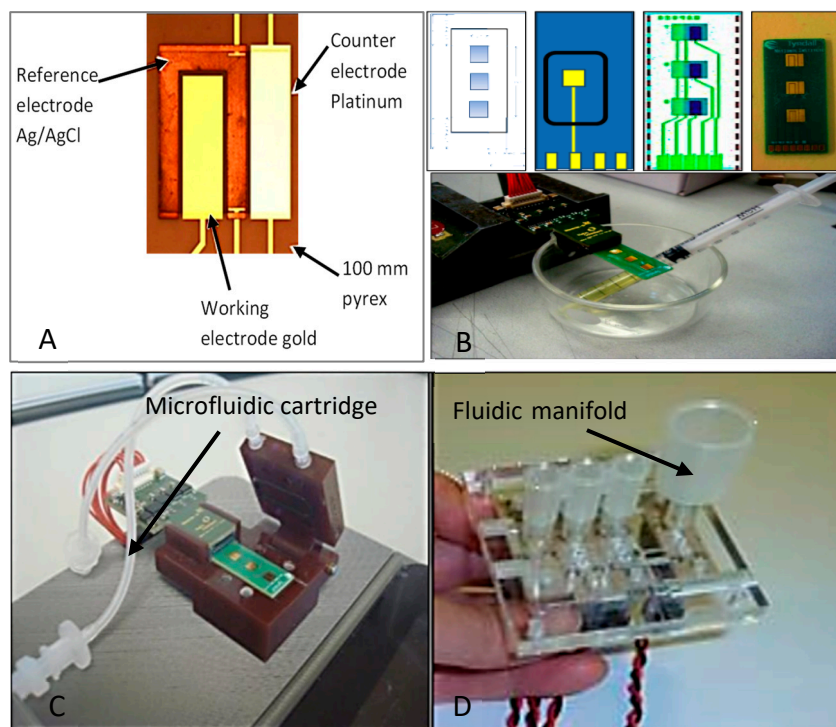 Reference
electrode
Ag/AgCl
Counter
electrode
Platinum
100 mm
pyrex
Working
electrode gold
A
B
Microfluidic cartridge
C
Fluidic manifold
D